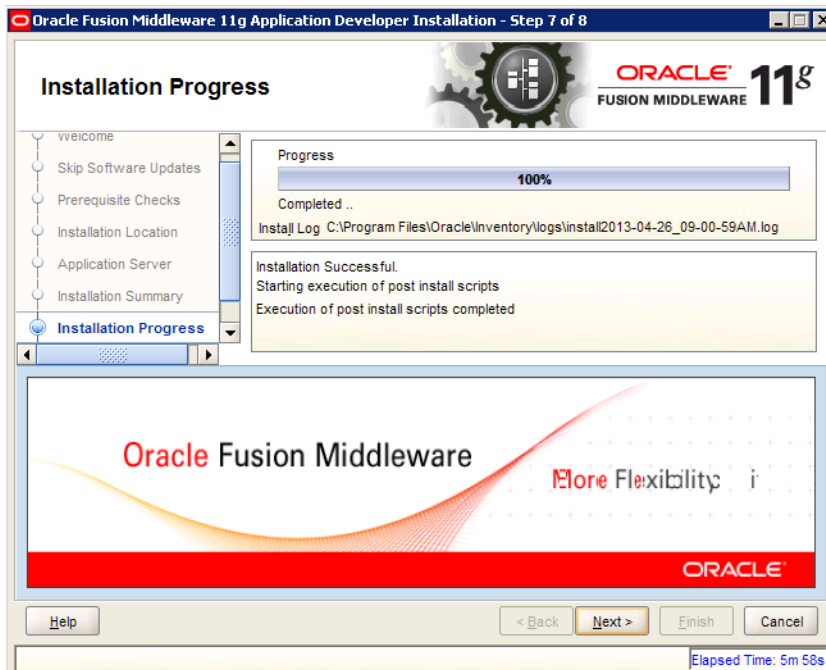 Oracle Fusion Middleware 11g Application Developer Installation - Step 7 of 8
Installation Progress
ORACLE
FUSION MIDDLEWARE 11g
Welcome
Skip Software Updates
Prerequisite Checks
Installation Location
Application Server
Installation Summary
Installation Progress
Progress
100%
Completed ..
Install Log C:\Program Files\Oracle\Inventory\logs\install2013-04-26_09-00-59AM.log
Installation Successful.
Starting execution of post install scripts
Execution of post install scripts completed
Oracle Fusion Middleware
More Flexibility
ORACLE
Help
< Back
Next >
Finish
Cancel
Elapsed Time: 5m 58s